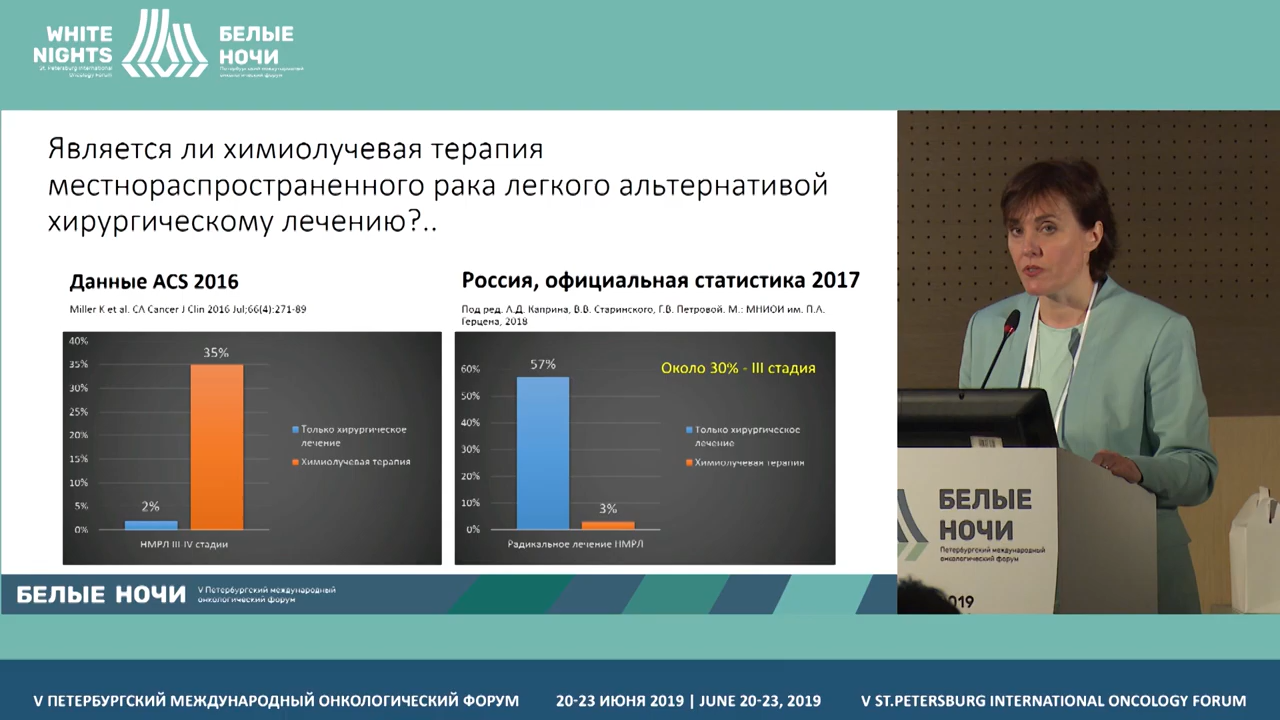 WHITE
NIGHTS
St. Petersburg International
Oncology Forum
БЕЛЫЕ
НОЧИ
Петербургский международный
онкологический форум
Является ли химиолучевая терапия
местнораспространенного рака легкого альтернативой
хирургическому лечению?..
Данные ACS 2016
Miller K et al. CA Cancer J Clin 2016 Jul;66(4):271-89
40%
35%
30%
25%
20%
15%
10%
5%
0%
2%
35%
НМРЛ III-IV стадии
Только хирургическое
лечение
Химиолучевая терапия
Россия, официальная статистика 2017
Под ред. А.Д. Каприна, В.В. Старинского, Г.В. Петровой. М.: МНИОИ им. П.А.
Герцена, 2018
60%
50%
40%
30%
20%
10%
0%
57%
3%
Около 30% - III стадия
Радикальное лечение НМРЛ
Только хирургическое
лечение
Химиолучевая терапия
БЕЛЫЕ НОЧИ
V Петербургский международный
онкологический форум
БЕЛЫЕ
НОЧИ
Петербургский международный
онкологический форум
019
V ПЕТЕРБУРГСКИЙ МЕЖДУНАРОДНЫЙ ОНКОЛОГИЧЕСКИЙ ФОРУМ
20-23 ИЮНЯ 2019 | JUNE 20-23, 2019
V ST.PETERSBURG INTERNATIONAL ONCOLOGY FORUM